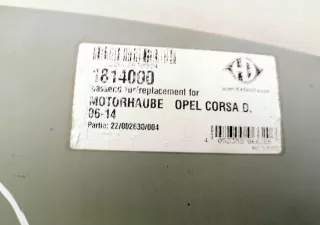 1814000
passend für/replacement for
MOTORHAUBE OPEL CORSA D.
06-14
Partie: 22/002630/004